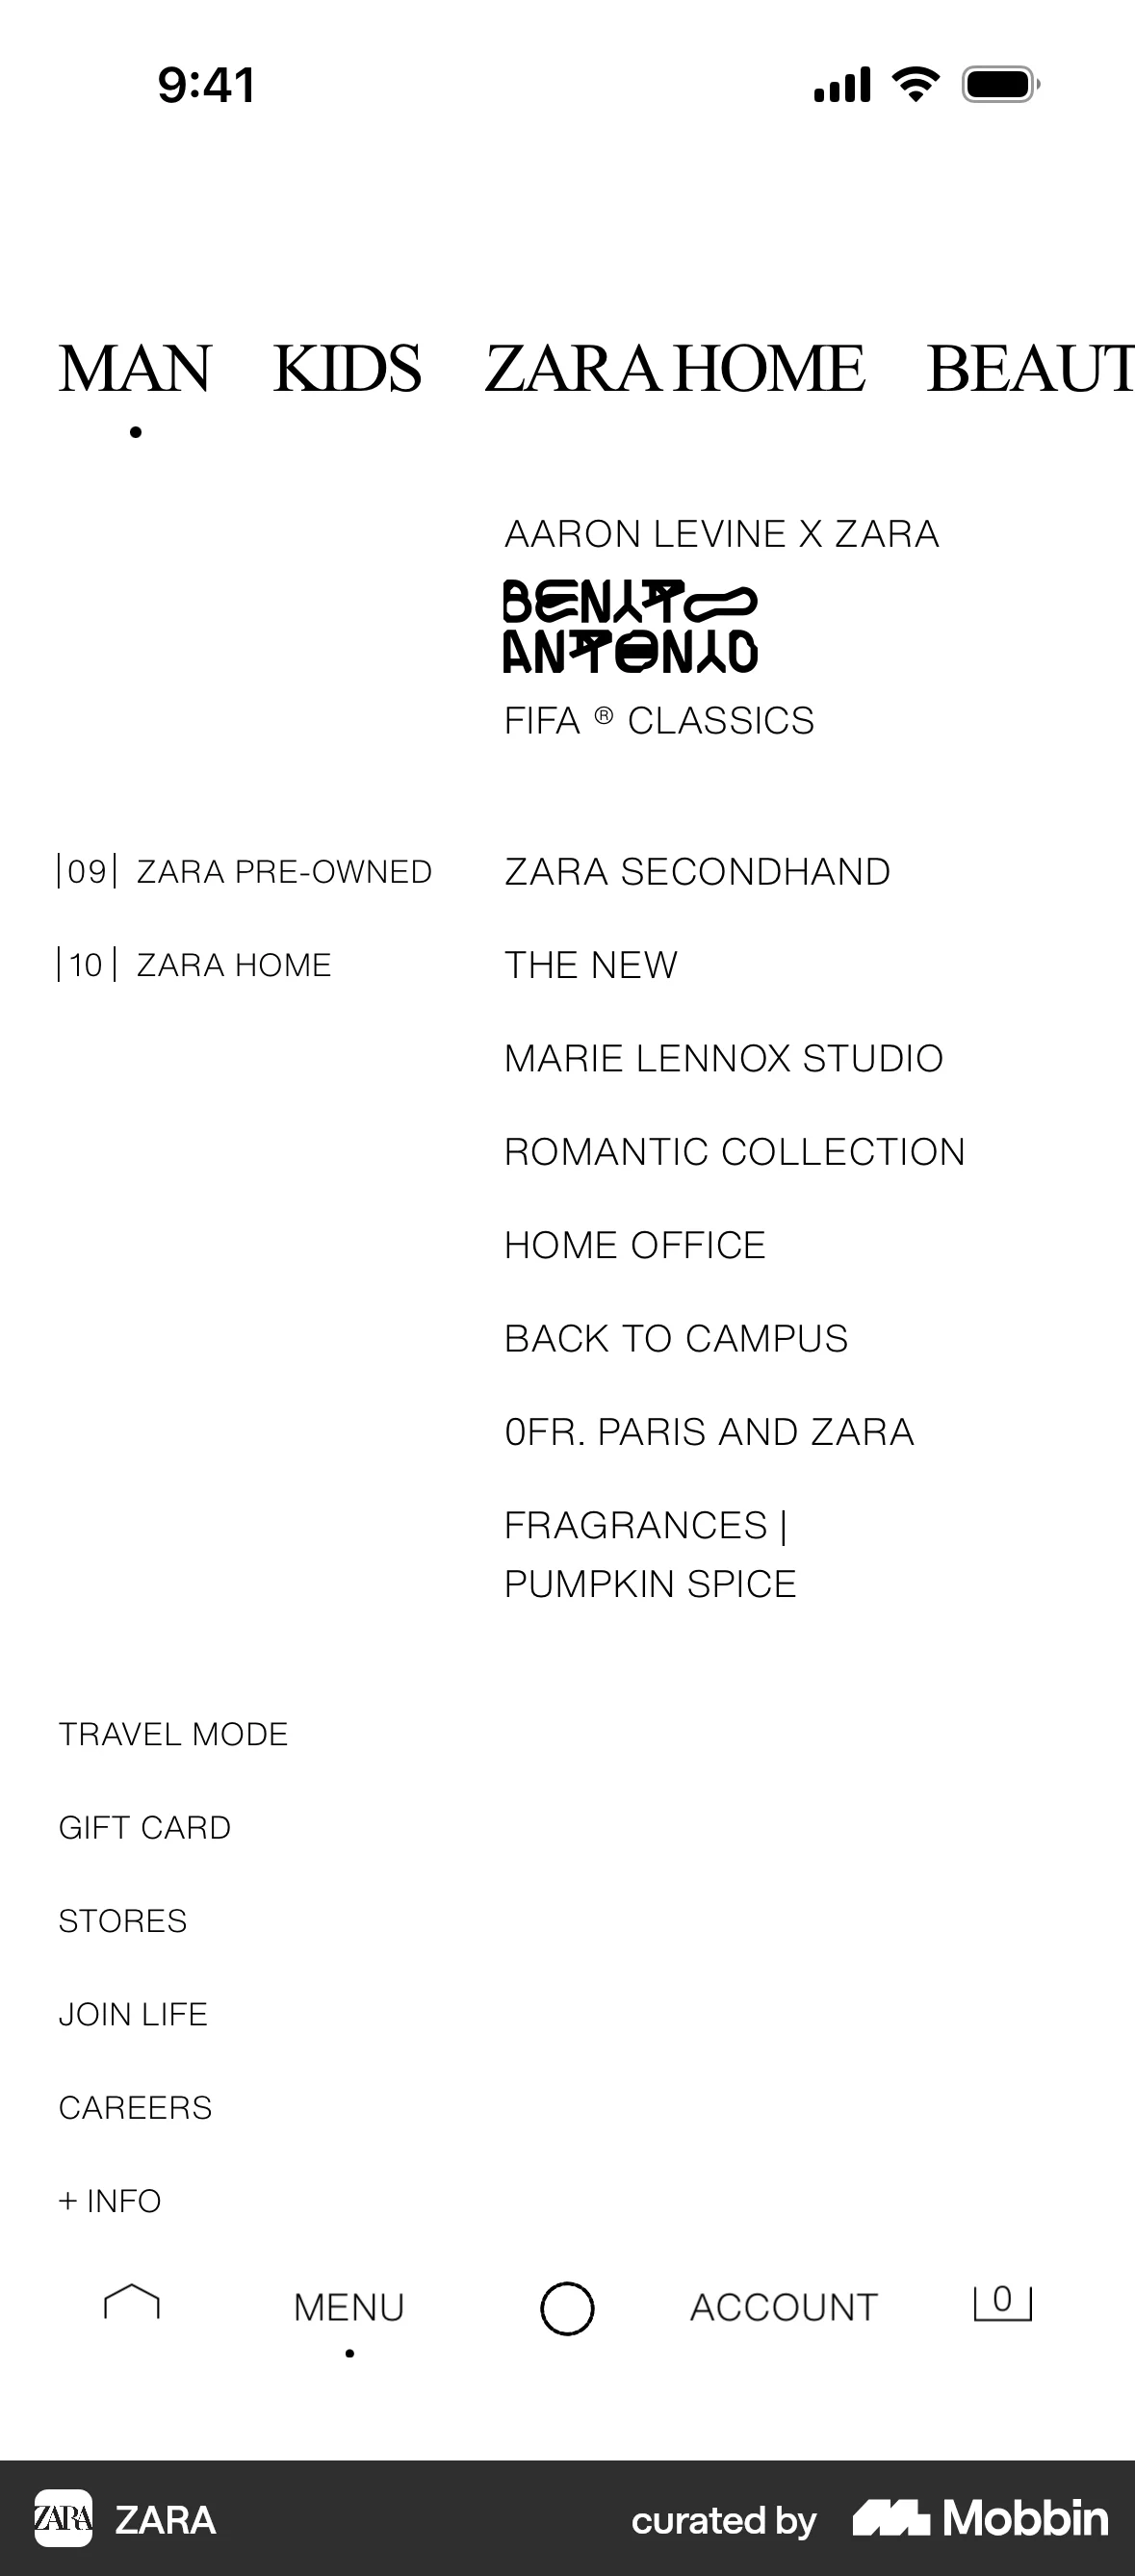 9:41
MAN KIDS ZARA HOME BEAUT
AARON LEVINE X ZARA
BENITO
ANTONIO
FIFA ® CLASSICS
|09| ZARA PRE-OWNED ZARA SECONDHAND
|10| ZARA HOME THE NEW
MARIE LENNOX STUDIO
ROMANTIC COLLECTION
HOME OFFICE
BACK TO CAMPUS
0FR. PARIS AND ZARA
FRAGRANCES |
PUMPKIN SPICE
TRAVEL MODE
GIFT CARD
STORES
JOIN LIFE
CAREERS
+ INFO
MENU ACCOUNT 0
ZARA ZARA curated by Mobbin